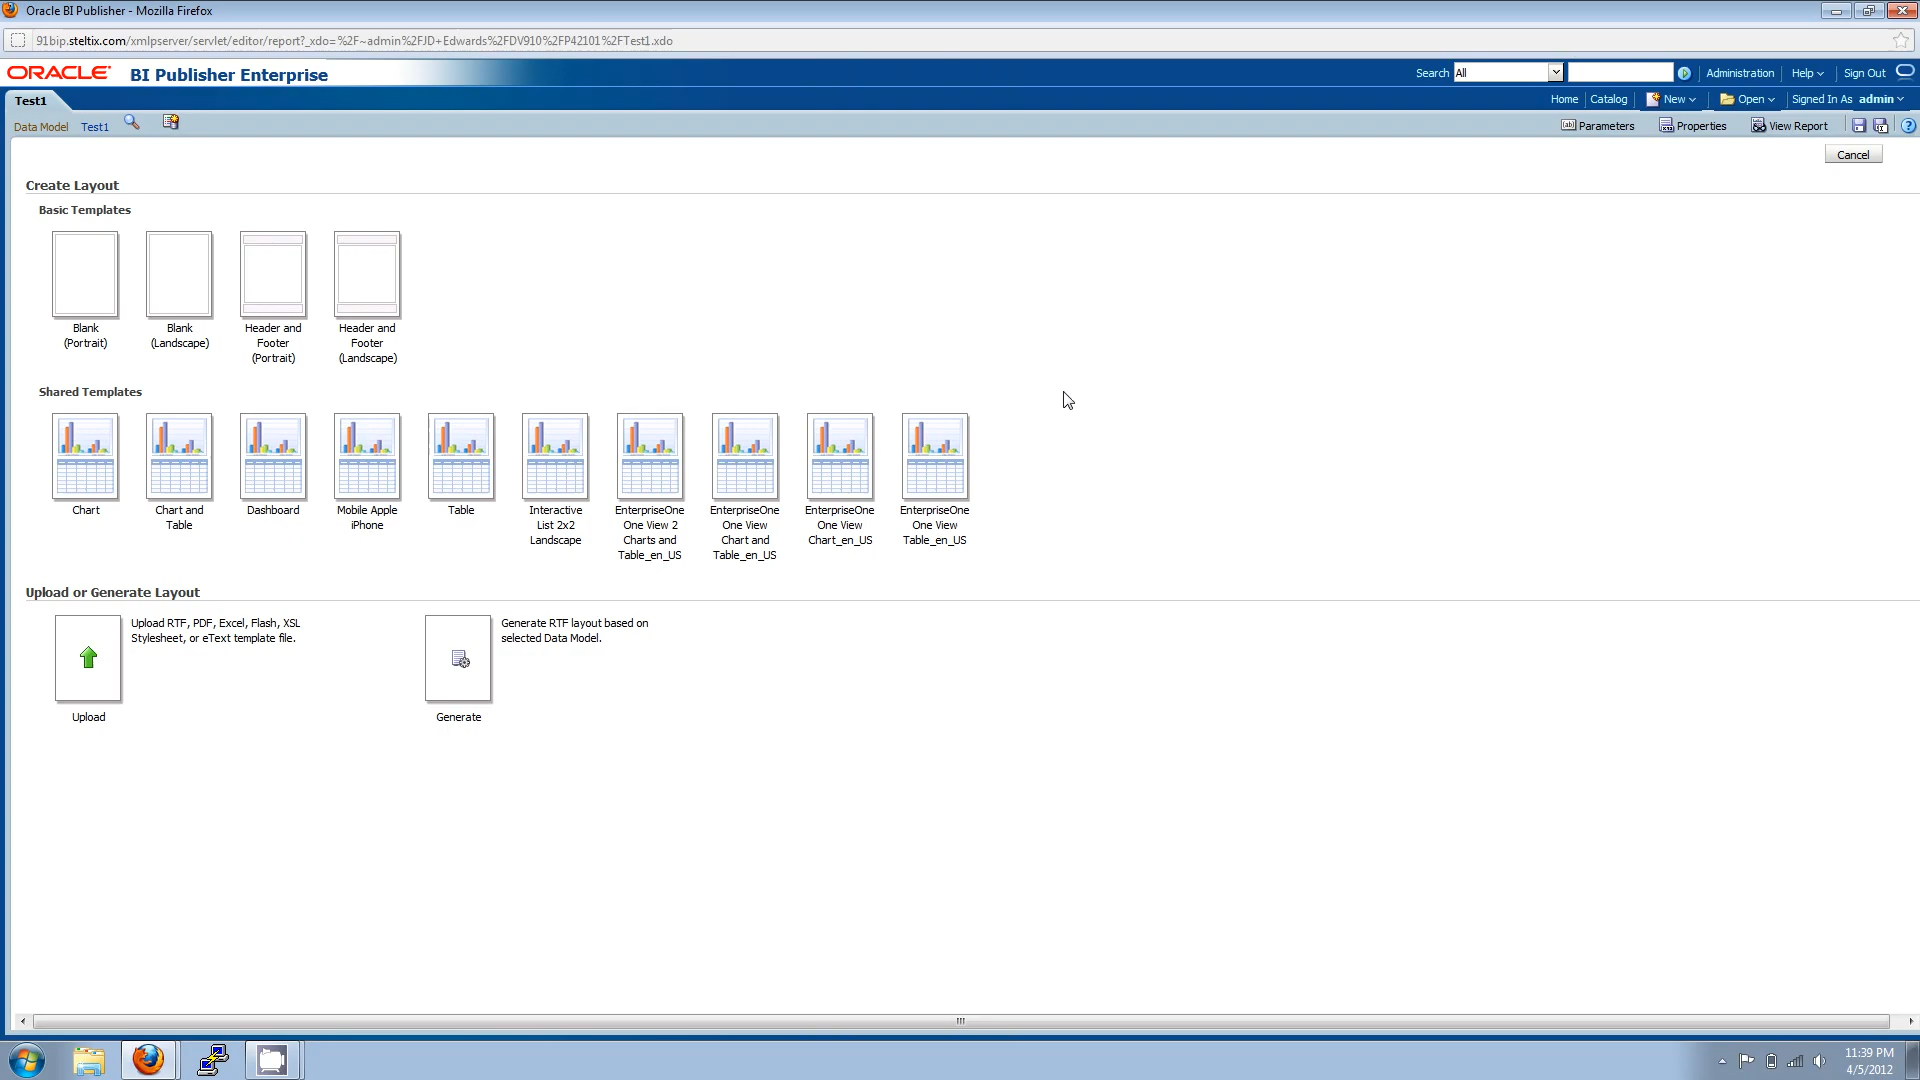 Oracle BI Publisher - Mozilla Firefox
91bip.steltix.com/xmlpserver/servlet/editor/report?_xdo=%2F~admin%2FJD+Edwards%2FDV910%2FP42101%2FTest1.xdo
ORACLE BI Publisher Enterprise
Search All Administration Help Sign Out
Test1
Home Catalog New Open Signed In As admin
Data Model Test1
Parameters Properties View Report
Cancel
Create Layout
Basic Templates
Blank (Portrait)
Blank (Landscape)
Header and Footer (Portrait)
Header and Footer (Landscape)
Shared Templates
Chart
Chart and Table
Dashboard
Mobile Apple iPhone
Table
Interactive List 2x2 Landscape
EnterpriseOne One View 2 Charts and Table_en_US
EnterpriseOne One View Chart and Table_en_US
EnterpriseOne One View Chart_en_US
EnterpriseOne One View Table_en_US
Upload or Generate Layout
Upload RTF, PDF, Excel, Flash, XSL
Stylesheet, or eText template file.
Upload
Generate RTF layout based on
selected Data Model.
Generate
11:39 PM
4/5/2012